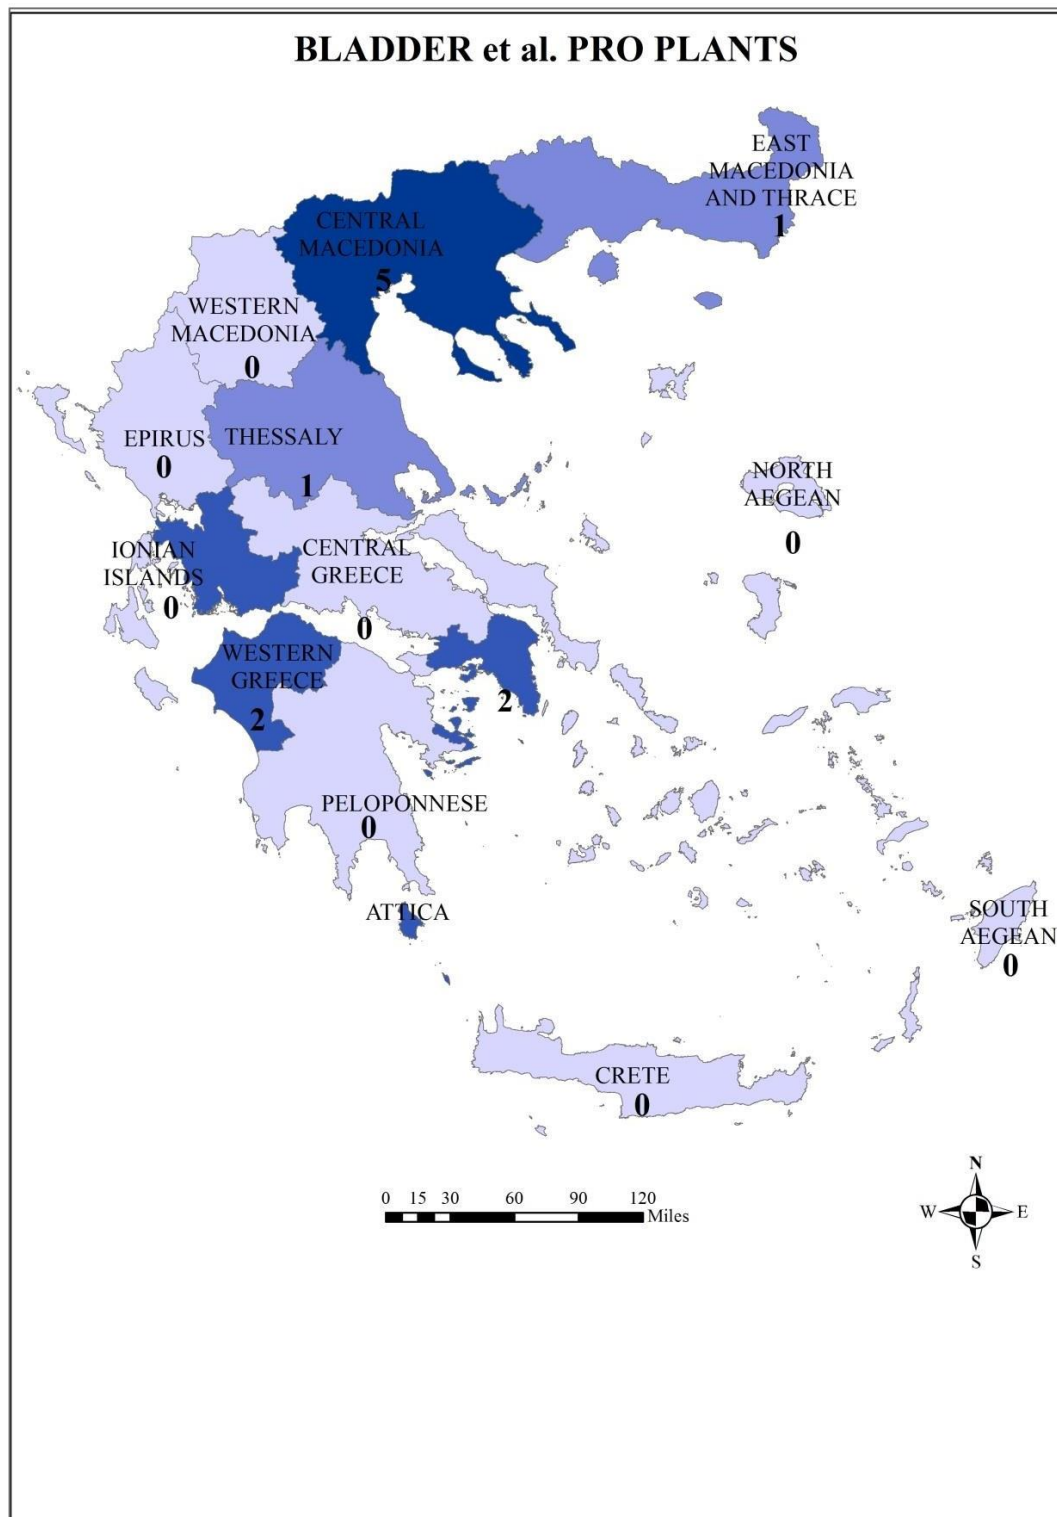 BLADDER et al. PRO PLANTS
EAST
MACEDONIA
AND THRACE
1
CENTRAL
MACEDONIA
5
WESTERN
MACEDONIA
0
EPIRUS
0
THESSALY
1
NORTH
AEGEAN
0
IONIAN
ISLANDS
0
CENTRAL
GREECE
0
WESTERN
GREECE
2
2
PELOPONNESE
0
ATTICA
SOUTH
AEGEAN
0
CRETE
0
0 15 30 60 90 120
Miles
N
W E
S